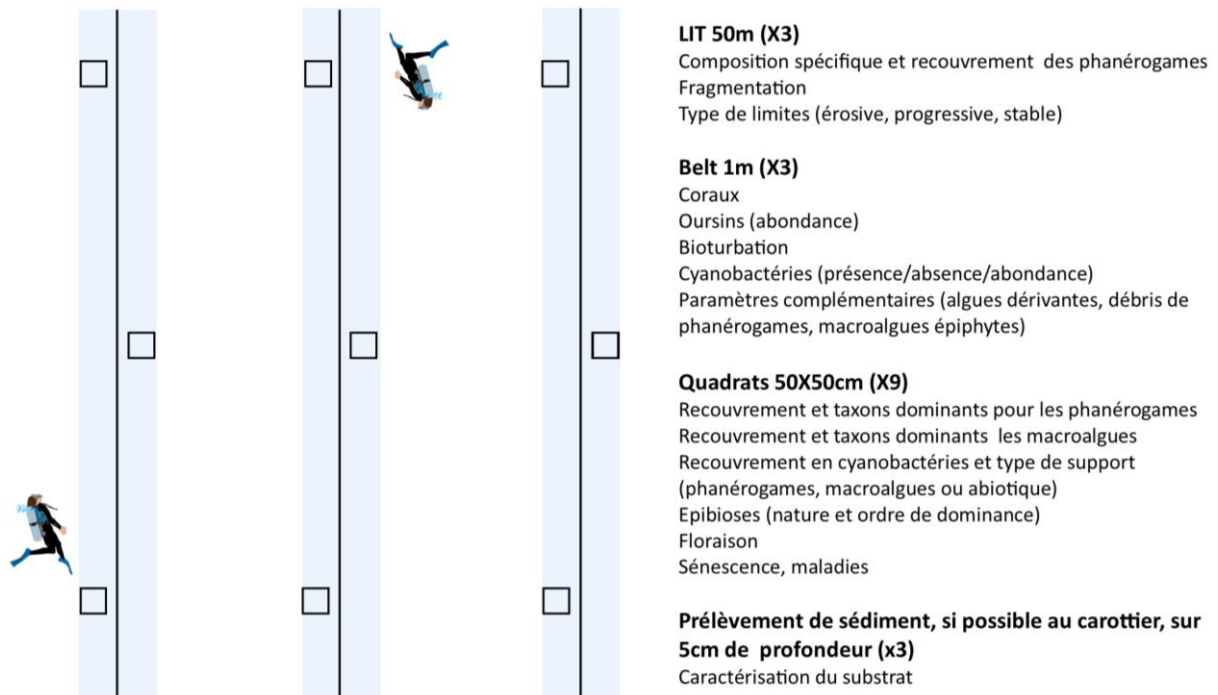 LIT 50m (X3)
Composition spécifique et recouvrement des phanérogames
Fragmentation
Type de limites (érosive, progressive, stable)
Belt 1m (X3)
Coraux
Oursins (abondance)
Bioturbation
Cyanobactéries (présence/absence/abondance)
Paramètres complémentaires (algues dérivantes, débris de
phanérogames, macroalgues épiphytes)
Quadrats 50X50cm (X9)
Recouvrement et taxons dominants pour les phanérogames
Recouvrement et taxons dominants les macroalgues
Recouvrement en cyanobactéries et type de support
(phanérogames, macroalgues ou abiotique)
Epibioses (nature et ordre de dominance)
Floraison
Sénescence, maladies
Prélèvement de sédiment, si possible au carottier, sur
5cm de profondeur (x3)
Caractérisation du substrat